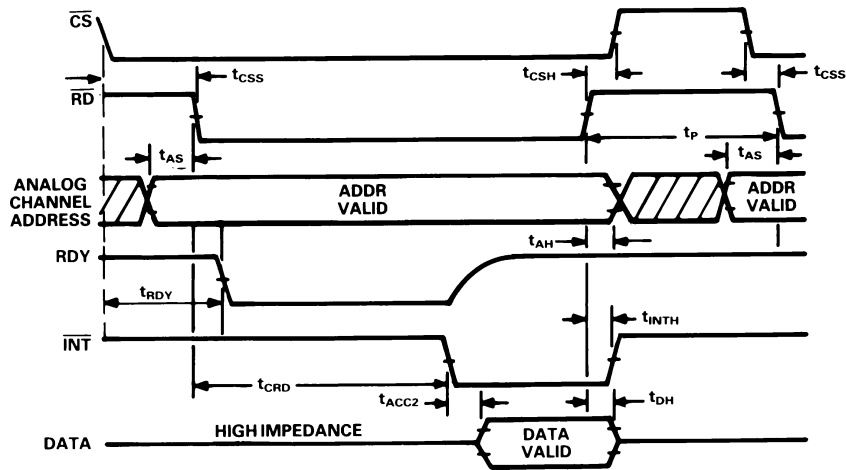 CS
tCSS
tCSH
tCSS
RD
tP
tAS
tAS
ANALOG
CHANNEL
ADDRESS
ADDR
VALID
ADDR
VALID
tAH
RDY
tRDY
tINTH
INT
tCRD
tACC2
tDH
HIGH IMPEDANCE
DATA
VALID
DATA